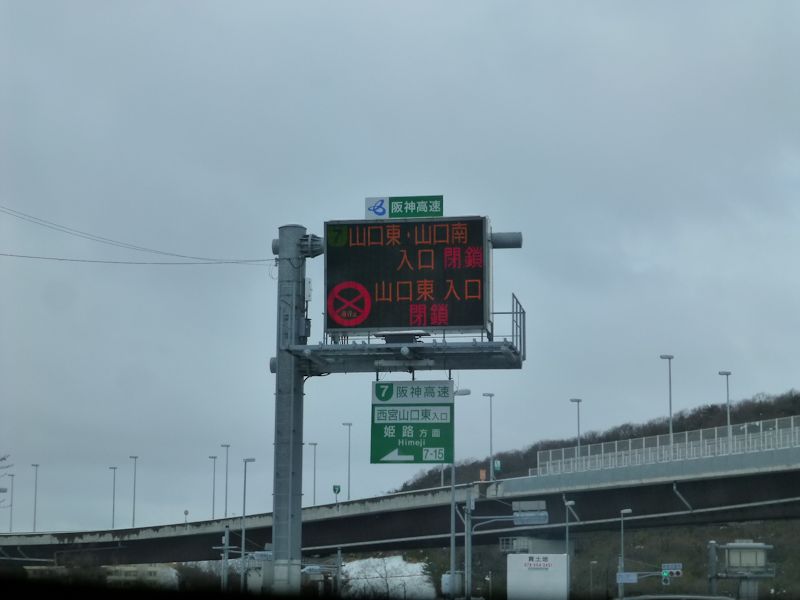 阪神高速
7 山口東・山口南
入口 閉鎖
山口東 入口
閉鎖
7 阪神高速
西宮山口東入口
姫路方面
Himeji
7-15